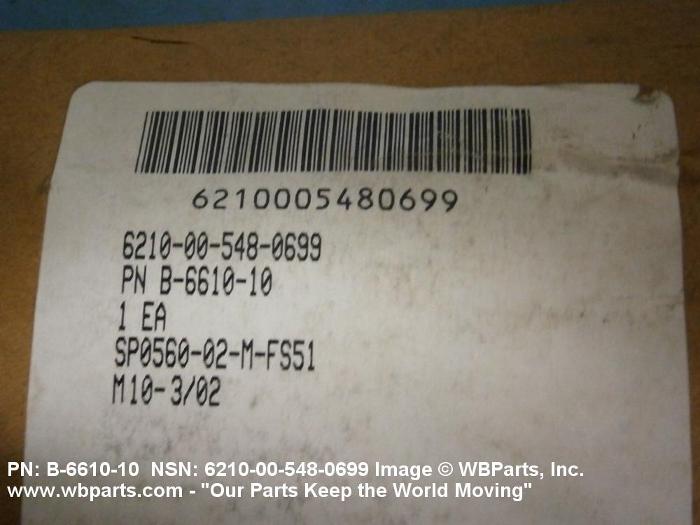 6210005480699
6210-00-548-0699
PN B-6610-10
1 EA
SP0560-02-M-FS51
M10-3/02
PN: B-6610-10 NSN: 6210-00-548-0699 Image © WBParts, Inc.
www.wbparts.com - "Our Parts Keep the World Moving"